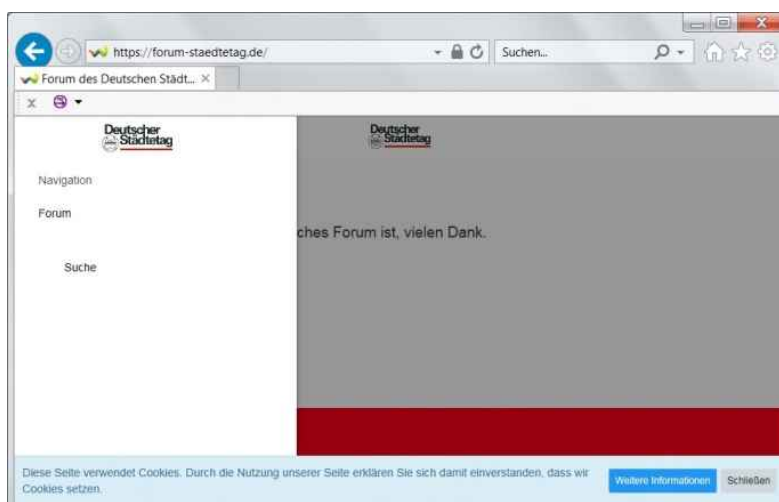 https://forum-staedtetag.de/
Suchen...
Forum des Deutschen Städt...
Deutscher
Städtetag
Deutscher
Städtetag
Navigation
Forum
ches Forum ist, vielen Dank.
Suche
Diese Seite verwendet Cookies. Durch die Nutzung unserer Seite erklären Sie sich damit einverstanden, dass wir
Cookies setzen.
Weitere Informationen
Schließen